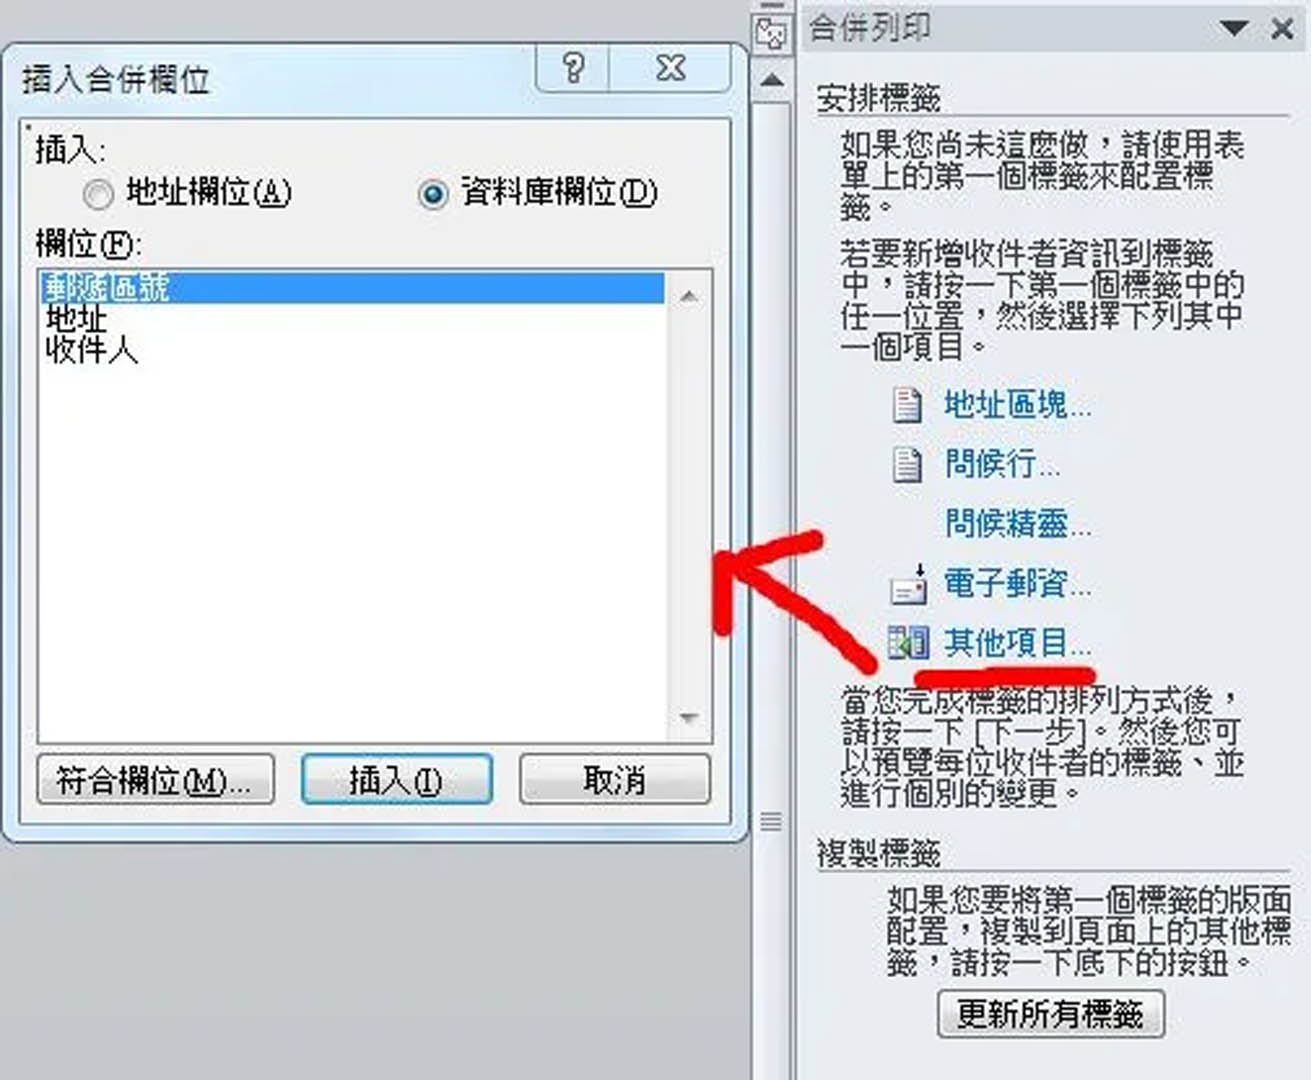 插入合併欄位
插入:
地址欄位(A)
資料庫欄位(D)
欄位(F):
郵遞區號
地址
收件人
符合欄位(M)...
插入(I)
取消
合併列印
安排標籤
如果您尚未這麼做，請使用表
單上的第一個標籤來配置標
籤。
若要新增收件者資訊到標籤
中，請按一下第一個標籤中的
任一位置，然後選擇下列其中
一個項目。
地址區塊...
問候行...
問候精靈...
電子郵資...
其他項目...
當您完成標籤的排列方式後，
請按一下 [下一步]。然後您可
以預覽每位收件者的標籤、並
進行個別的變更。
複製標籤
如果您要將第一個標籤的版面
配置，複製到頁面上的其他標
籤，請按一下底下的按鈕。
更新所有標籤